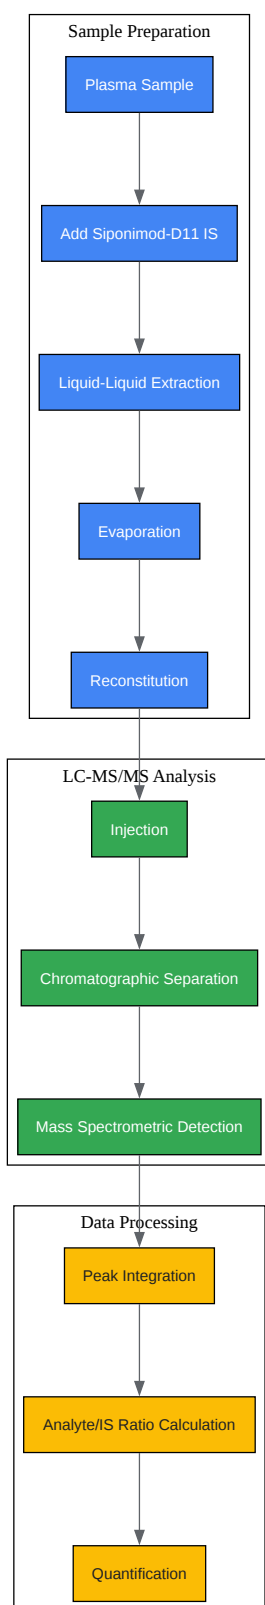 Sample Preparation
Plasma Sample
Add Siponimod-D11 IS
Liquid-Liquid Extraction
Evaporation
Reconstitution
LC-MS/MS Analysis
Injection
Chromatographic Separation
Mass Spectrometric Detection
Data Processing
Peak Integration
Analyte/IS Ratio Calculation
Quantification